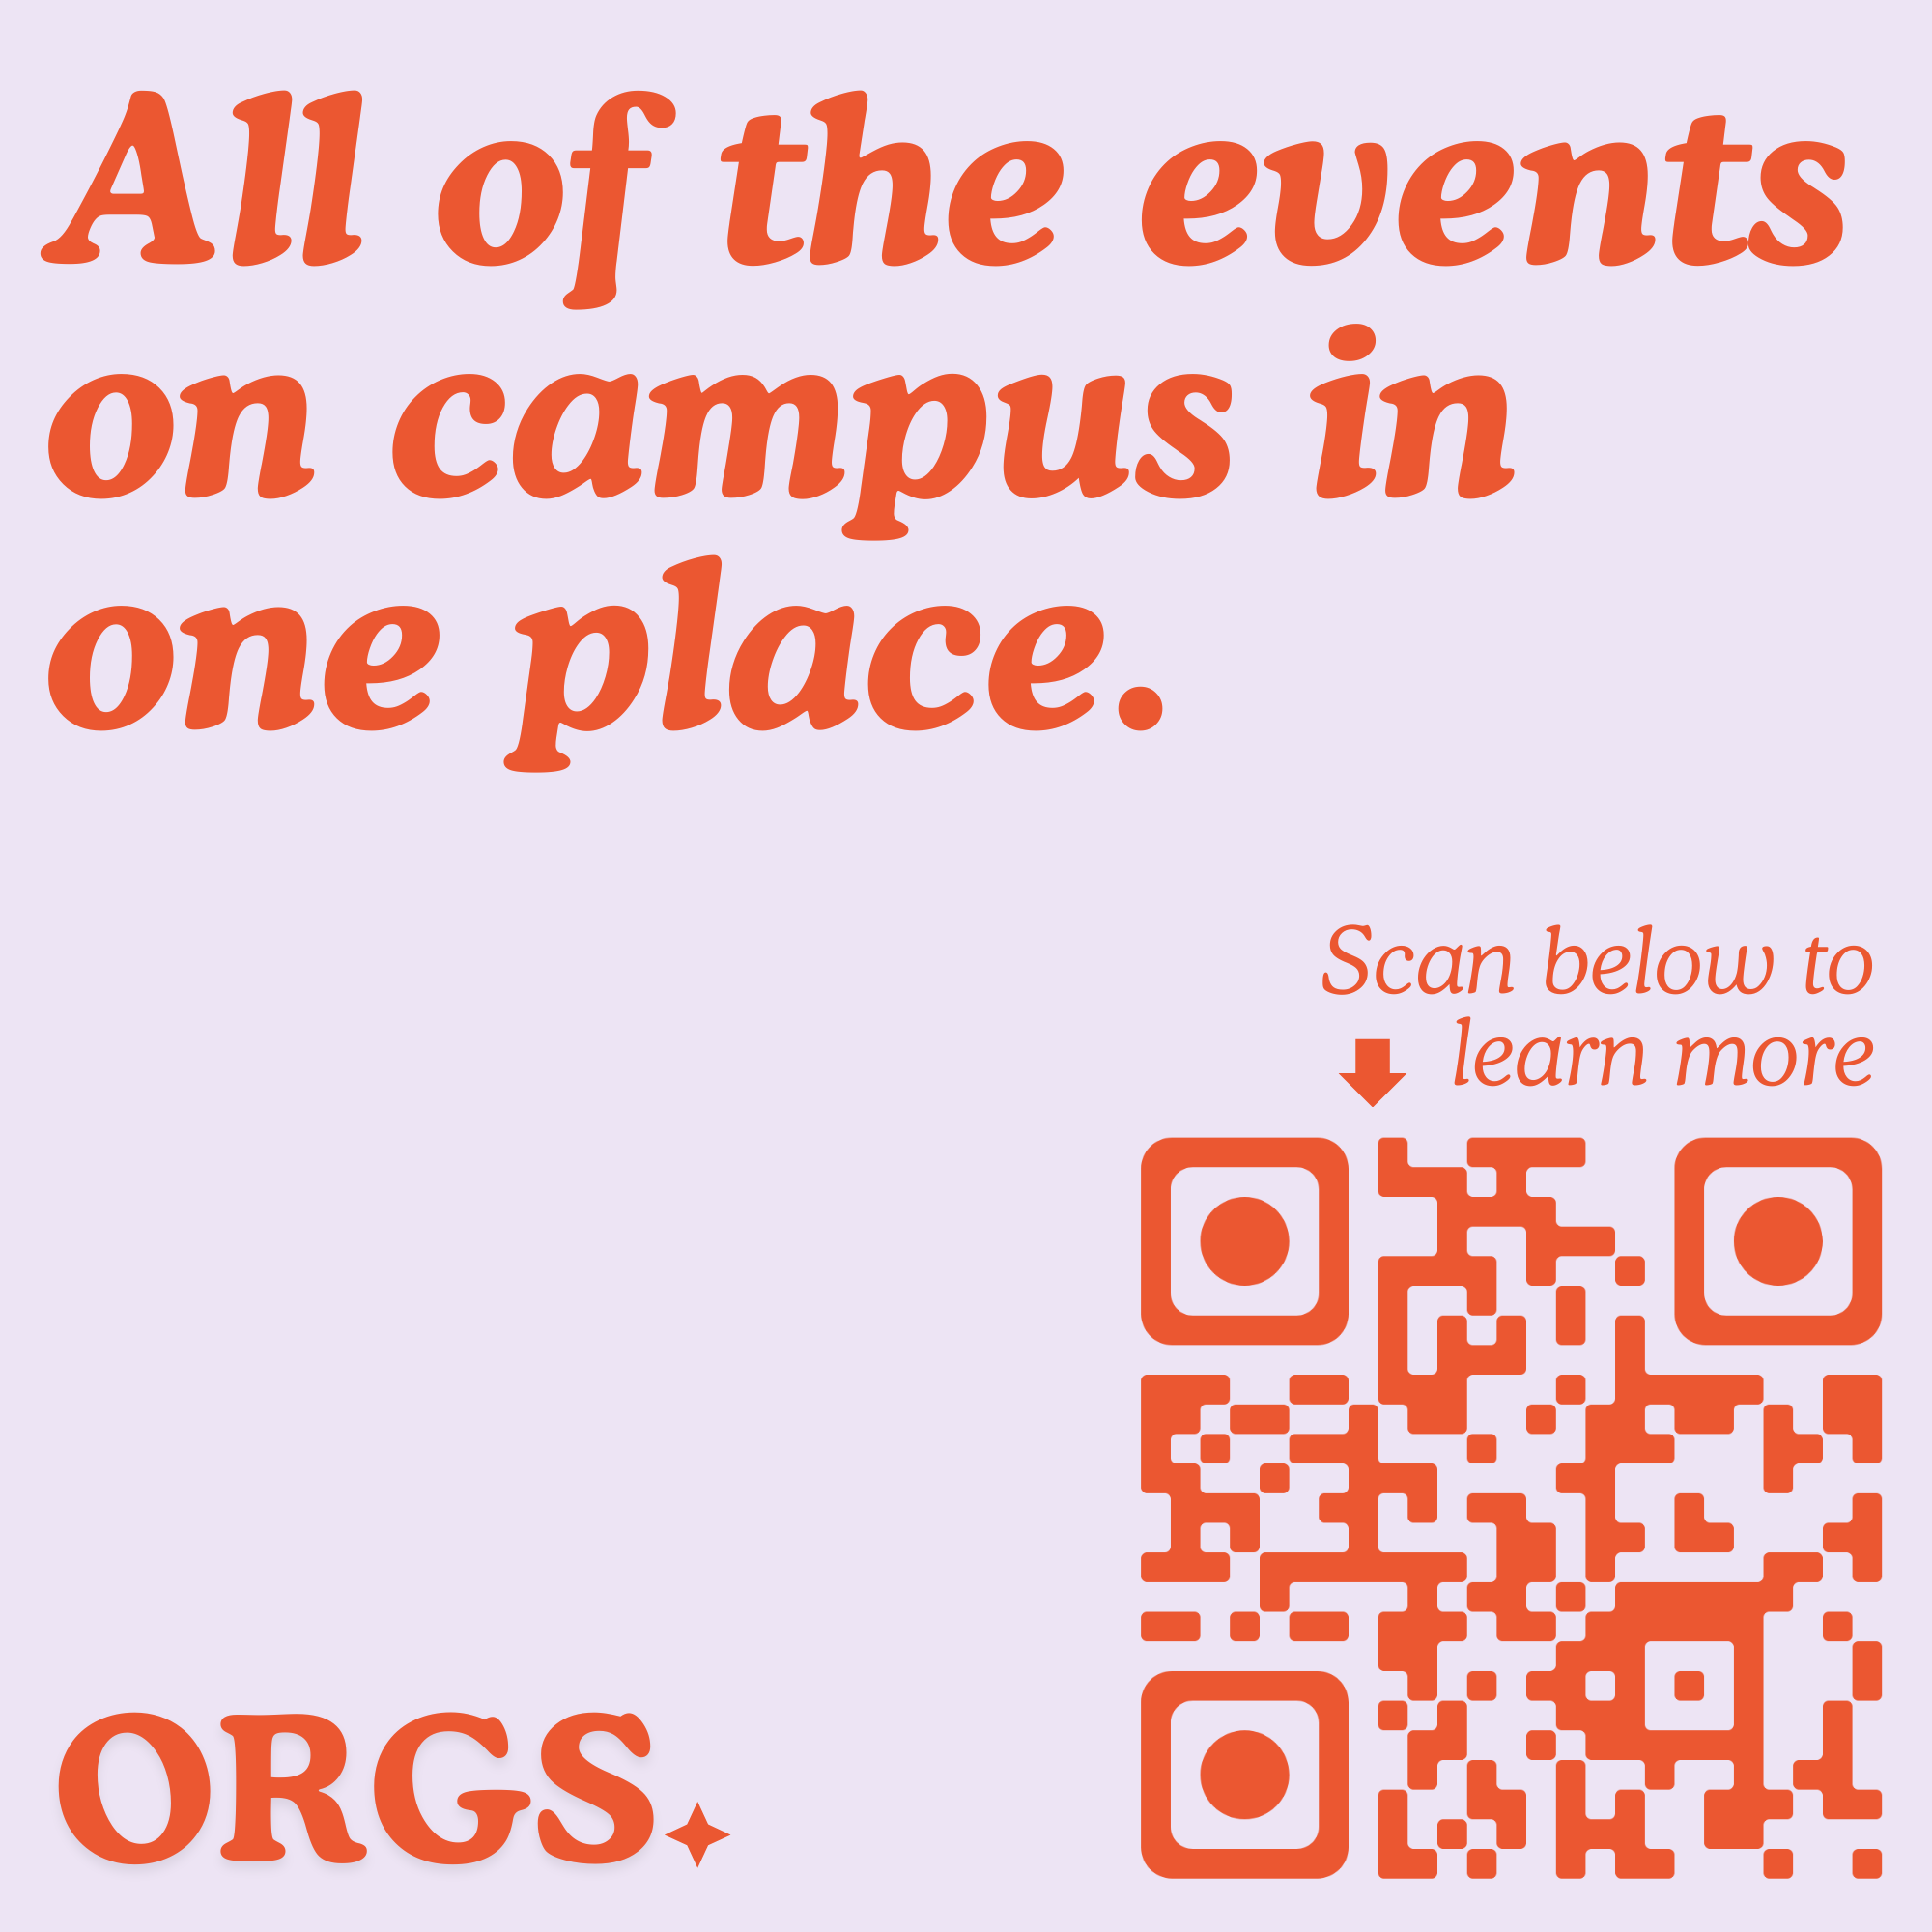 All of the events
on campus in
one place.
Scan below to
learn more
ORGS